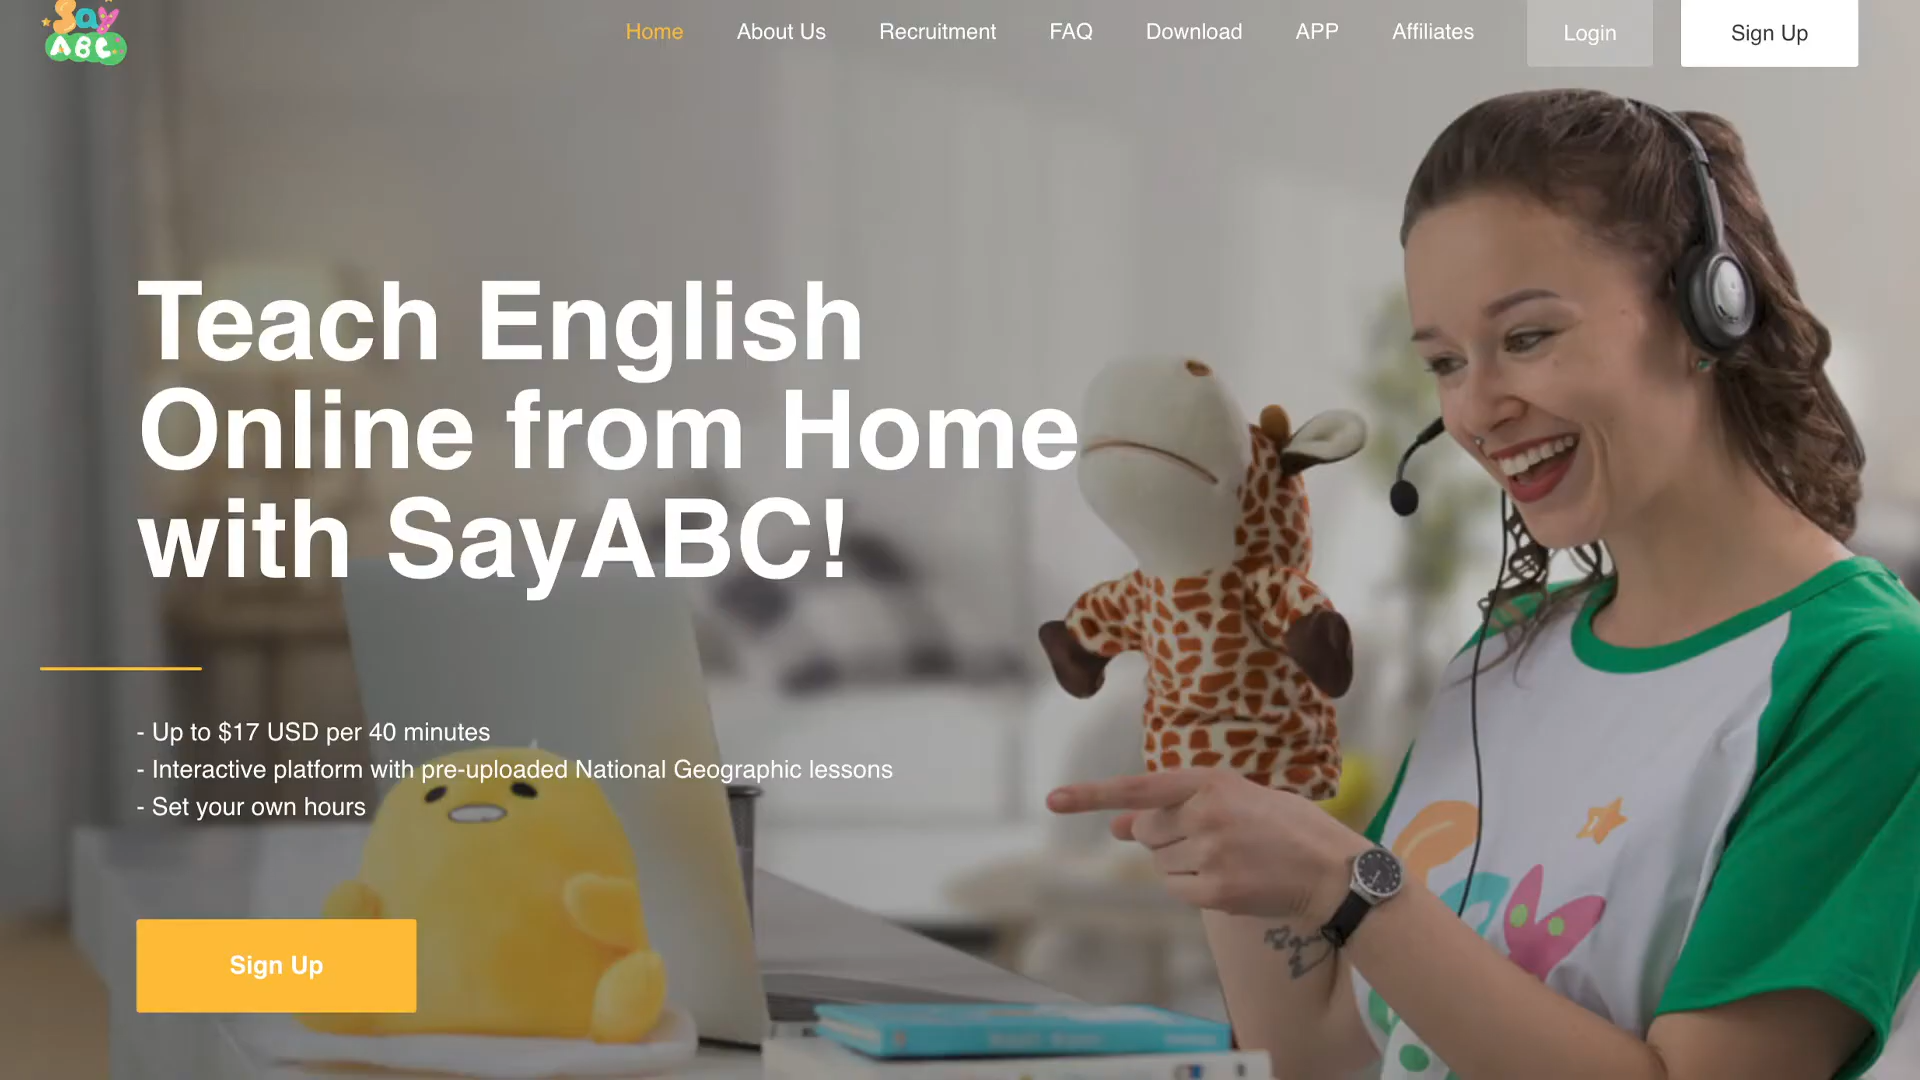 Say
ABC
Home
About Us
Recruitment
FAQ
Download
APP
Affiliates
Login
Sign Up
Teach English
Online from Home
with SayABC!
- Up to $17 USD per 40 minutes
- Interactive platform with pre-uploaded National Geographic lessons
- Set your own hours
Sign Up